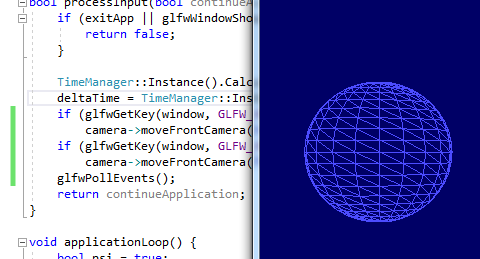 bool processInput(bool continueA
if (exitApp || glfwWindowSho
return false;
}
TimeManager::Instance().Calc
deltaTime = TimeManager::Ins
if (glfwGetKey(window, GLFW_
camera->moveFrontCamera(
if (glfwGetKey(window, GLFW_
camera->moveFrontCamera(
glfwPollEvents();
return continueApplication;
}
void applicationLoop() {
bool psi = true;